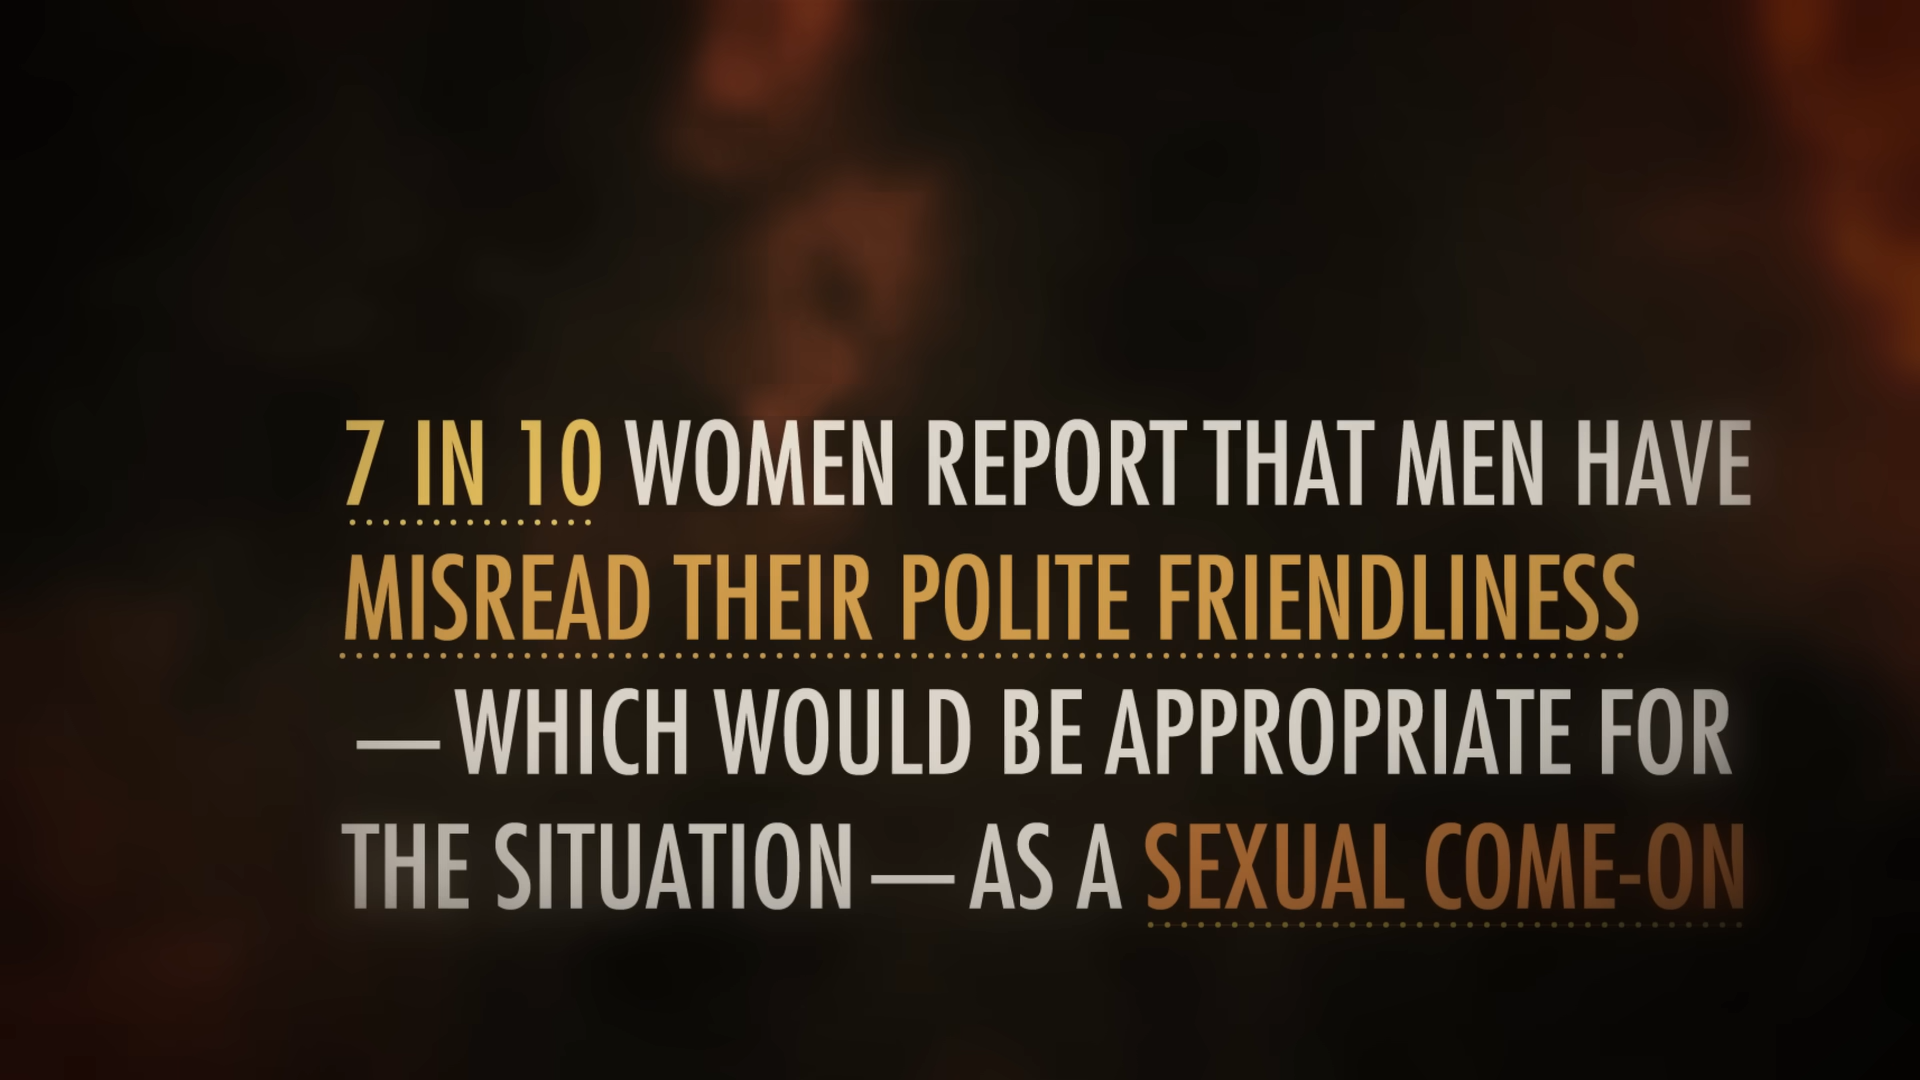 7 IN 10 WOMEN REPORT THAT MEN HAVE
MISREAD THEIR POLITE FRIENDLINESS
—WHICH WOULD BE APPROPRIATE FOR
THE SITUATION—AS A SEXUAL COME-ON